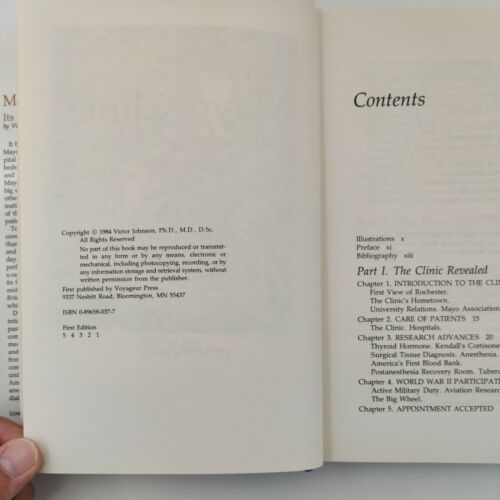 Copyright © 1984 Victor Johnson, Ph.D., M.D., D.Sc.
All Rights Reserved
No part of this book may be reproduced or transmit-
ted in any form or by any means, electronic or
mechanical, including photocopying, recording, or by
any information storage and retrieval system, without
written permission from the publisher.
First published by Voyageur Press
9337 Nesbitt Road, Bloomington, MN 55437
ISBN 0-89658-037-7
First Edition
5 4 3 2 1
Contents
Illustrations x
Preface xi
Bibliography xiii
Part I. The Clinic Revealed
Chapter 1. INTRODUCTION TO THE CLIN
First View of Rochester.
The Clinic's Hometown.
University Relations. Mayo Association
Chapter 2. CARE OF PATIENTS 15
The Clinic. Hospitals.
Chapter 3. RESEARCH ADVANCES 20
Thyroid Hormone. Kendall's Cortisone
Surgical Tissue Diagnosis. Anesthesia.
America's First Blood Bank.
Postanesthesia Recovery Room. Tuberc
Chapter 4. WORLD WAR II PARTICIPATI
Active Military Duty. Aviation Resear
The Big Wheel.
Chapter 5. APPOINTMENT ACCEPTED